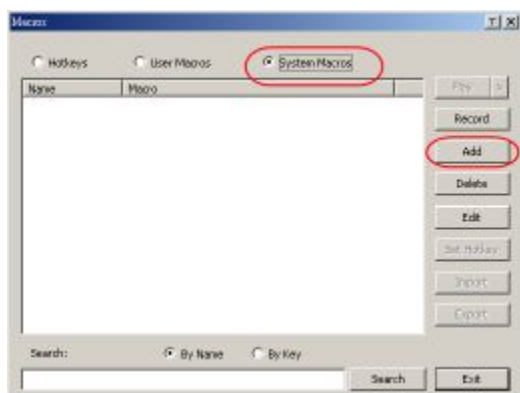 Macros
Hotkeys User Macros System Macros
Name Macro
Play >
Record
Add
Delete
Edit
Set Hotkey
Import
Export
Search: By Name By Key
Search Exit